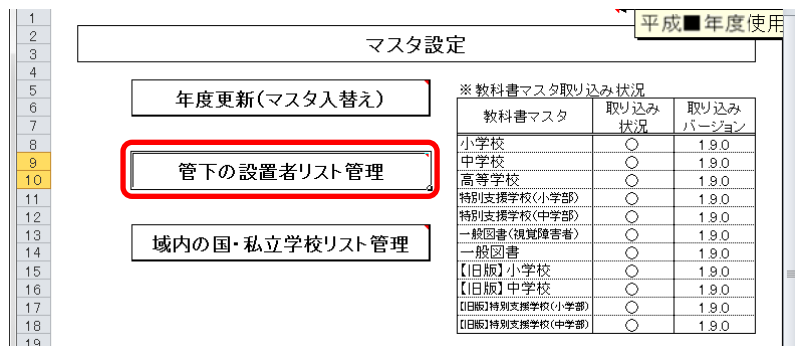 平成■年度使用
1
2
3
4
5
6
7
8
9
10
11
12
13
14
15
16
17
18
19
マスタ設定
年度更新(マスタ入替え)
管下の設置者リスト管理
域内の国・私立学校リスト管理
※教科書マスタ取り込み状況
教科書マスタ 取り込み状況 取り込みバージョン
小学校 ○ 1.9.0
中学校 ○ 1.9.0
高等学校 ○ 1.9.0
特別支援学校(小学部) ○ 1.9.0
特別支援学校(中学部) ○ 1.9.0
一般図書(視覚障害者) ○ 1.9.0
一般図書 ○ 1.9.0
【旧版】小学校 ○ 1.9.0
【旧版】中学校 ○ 1.9.0
【旧版】特別支援学校(小学部) ○ 1.9.0
【旧版】特別支援学校(中学部) ○ 1.9.0